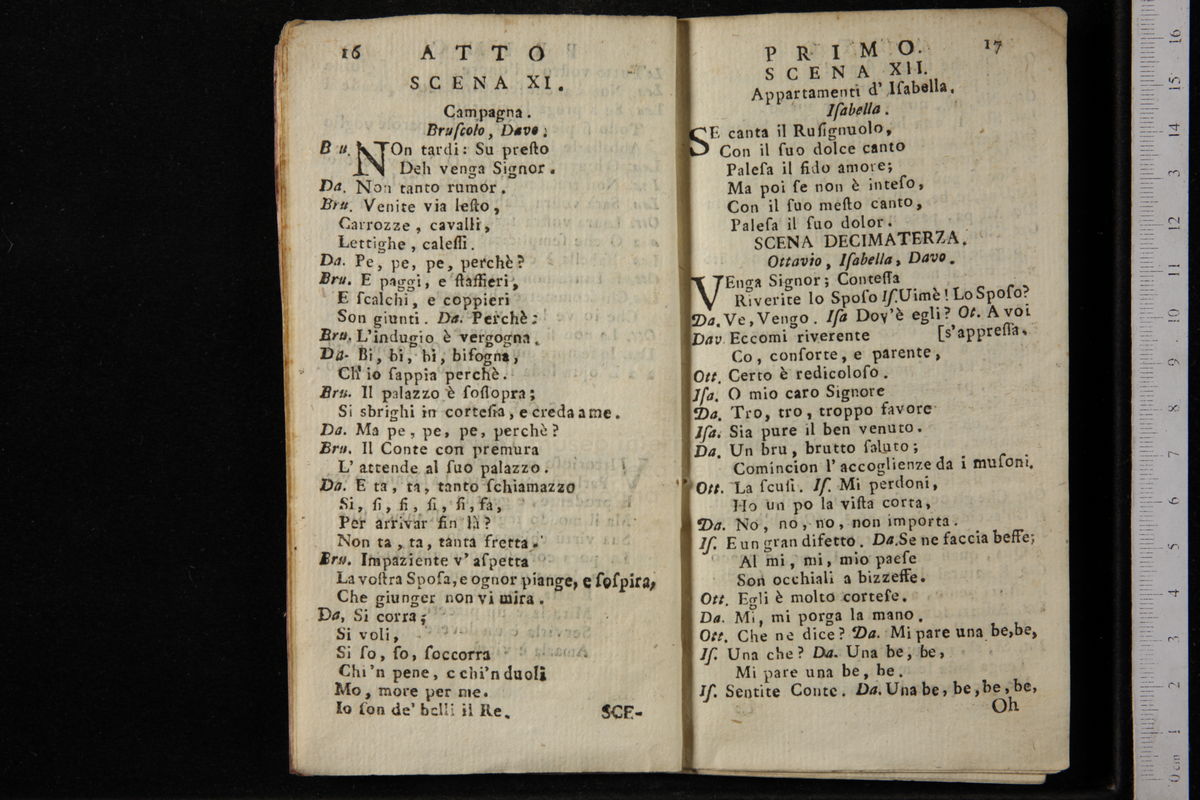 16 ATTO
SCENA XI.
Campagna.
Bruſcolo, Davo.
Bru. NOn tardi: Su preſto
Deh venga Signor.
Da. Non tanto rumor.
Bru. Venite via leſto,
Carrozze, cavalli,
Lettighe, caleſſi.
Da. Pe, pe, pe, perchè?
Bru. E paggi, e ſtaffieri,
E ſcalchi, e coppieri
Son giunti. Da. Perchè:
Bru. L'indugio è vergogna.
Da. Bi, bi, bi, biſogna,
Ch' io ſappia perchè.
Bru. Il palazzo è ſoſſopra;
Si sbrighi in corteſia, e creda a me.
Da. Ma pe, pe, pe, perchè?
Bru. Il Conte con premura
L' attende al ſuo palazzo.
Da. E ta, ta, tanto ſchiamazzo
Si, ſi, ſi, ſi, ſi, ſa,
Per arrivar ſin là?
Non ta, ta, tanta fretta.
Bru. Impaziente v' aſpetta
La voſtra Spoſa, e ognor piange, e ſoſpira,
Che giunger non vi mira.
Da, Si corra;
Si voli,
Si ſo, ſo, ſoccorra
Chi'n pene, e chi'n duoli
Mo, more per me.
Io ſon de' belli il Re.
SCE-
PRIMO. 17
SCENA XII.
Appartamenti d' Iſabella.
Iſabella.
SE canta il Ruſignuolo,
Con il ſuo dolce canto
Paleſa il fido amore;
Ma poi ſe non è inteſo,
Con il ſuo meſto canto,
Paleſa il ſuo dolor.
SCENA DECIMATERZA.
Ottavio, Iſabella, Davo.
VEnga Signor; Conteſſa
Riverite lo Spoſo Iſ. Uimè! Lo Spoſo?
Da. Ve, Vengo. Iſa Dov'è egli? Ot. A voi
[s'appreſſa.
Dav Eccomi riverente
Co, conforte, e parente,
Ott. Certo è redicoloſo.
Iſa. O mio caro Signore
Da. Tro, tro, troppo favore
Iſa. Sia pure il ben venuto.
Da. Un bru, brutto ſaluto;
Comincion l' accoglienze da i muſoni.
Ott. La ſcuſi. Iſ. Mi perdoni,
Ho un po la viſta corta,
Da. No, no, no, non importa.
Iſ. E un gran difetto. Da. Se ne faccia beffe;
Al mi, mi, mio paeſe
Son occhiali a bizzeffe.
Ott. Egli è molto corteſe.
Da. Mi, mi porga la mano.
Ott. Che ne dice? Da. Mi pare una be, be,
Iſ. Una che? Da. Una be, be,
Mi pare una be, be.
Iſ. Sentite Conte. Da. Una be, be, be, be,
Oh